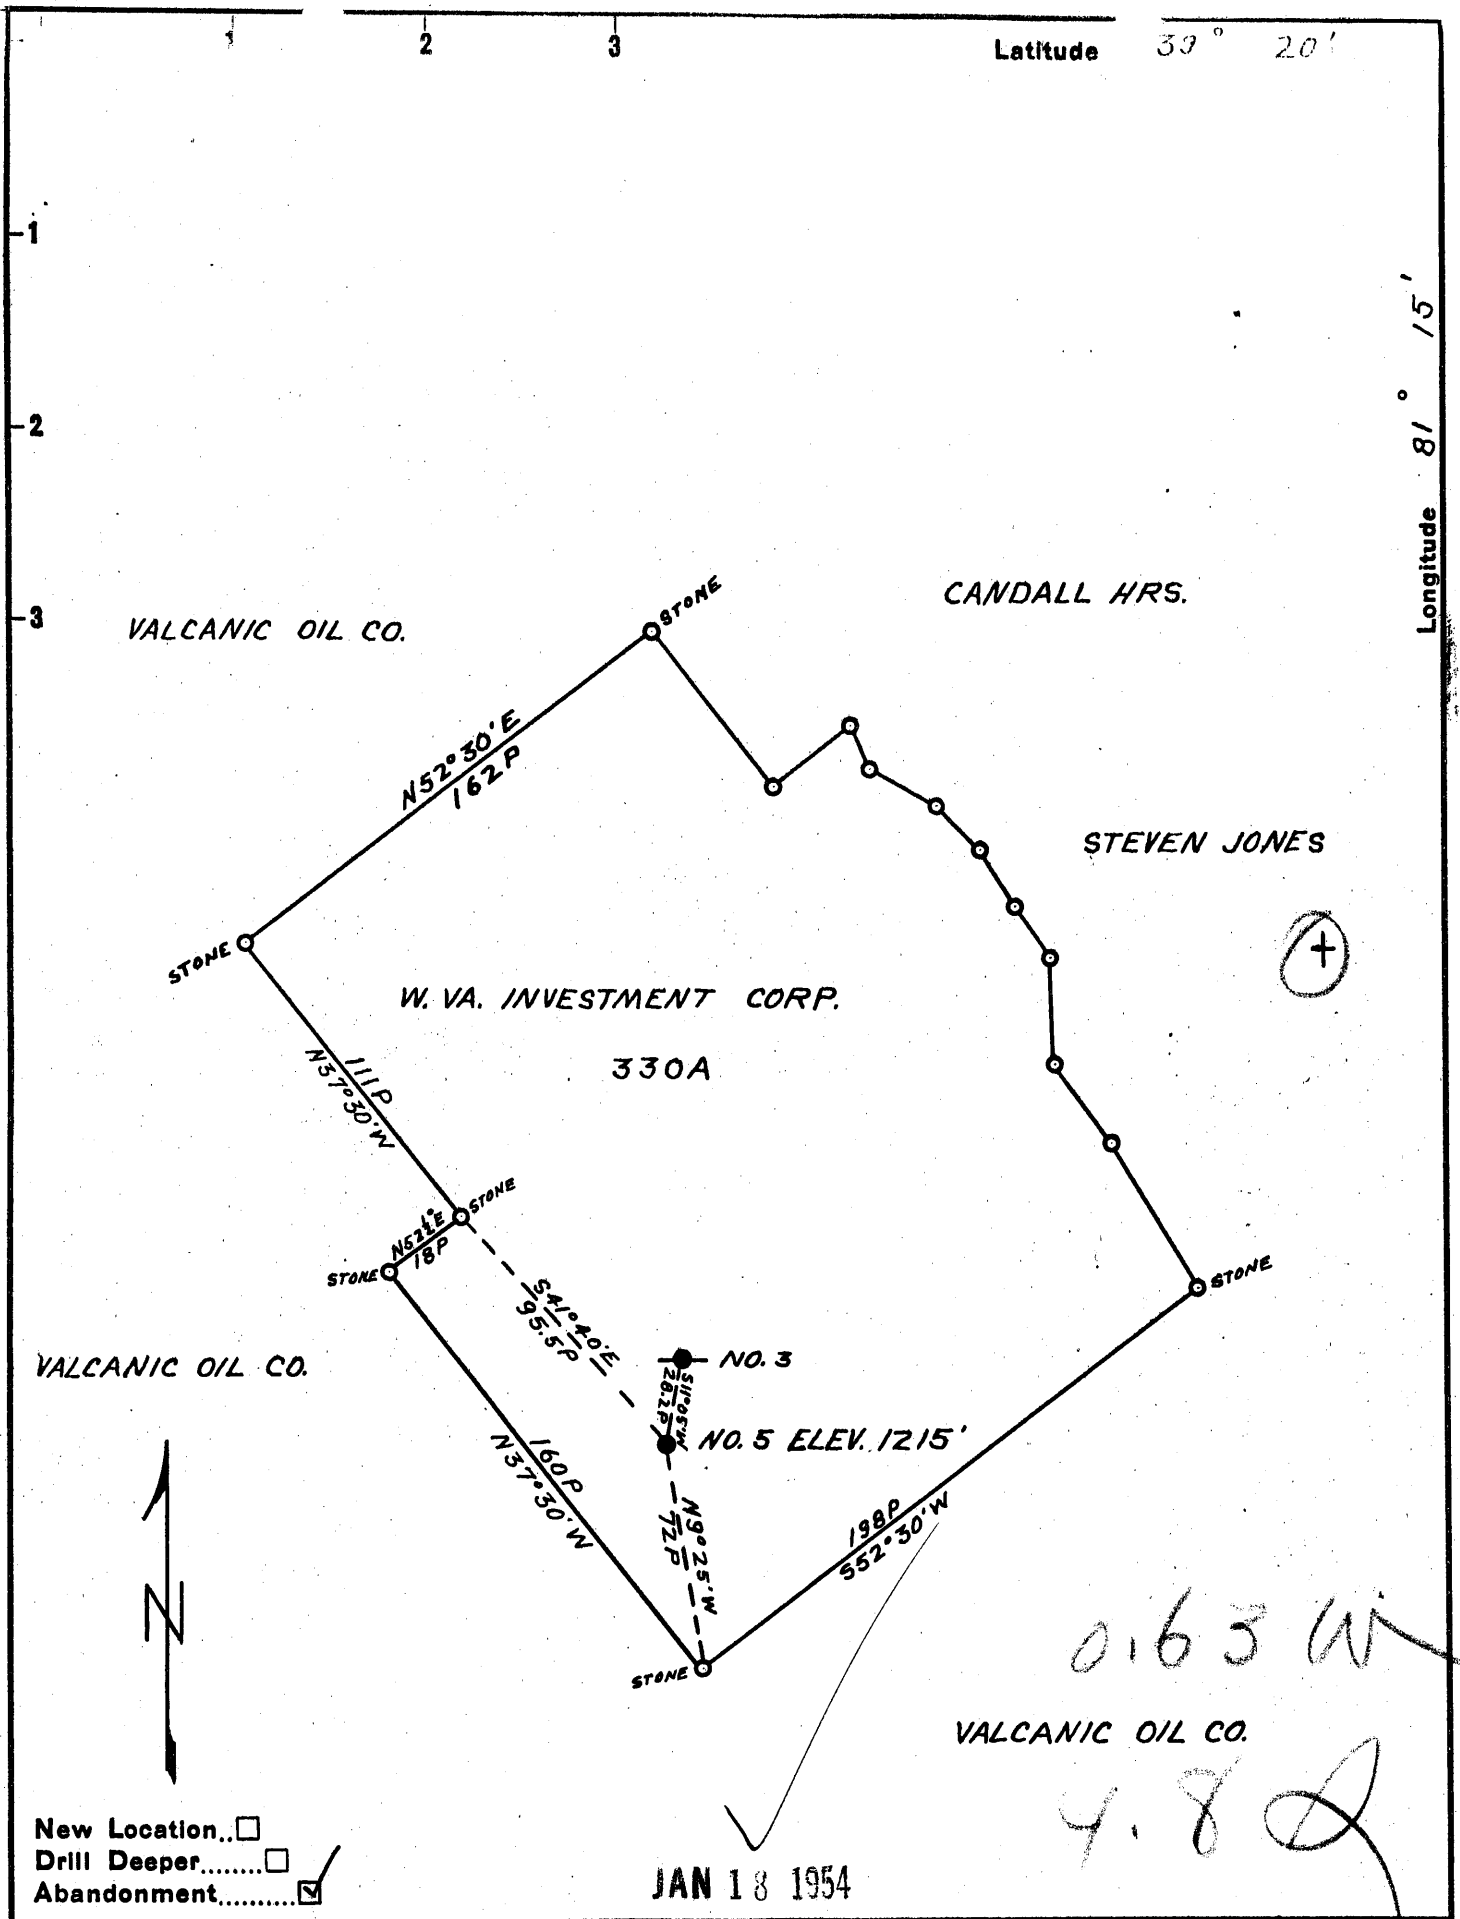 1 2 3
Latitude 39° 20'
1
2
3
Longitude 81° 15'
CANDALL HRS.
VALCANIC OIL CO.
STONE
N52°30'E
162P
STEVEN JONES
STONE
+
W. VA. INVESTMENT CORP.
330A
111P
N37°30'W
STONE
N52½°E
18P
STONE
STONE
S41°40'E
95.5P
VALCANIC OIL CO.
NO. 3
S11°05'W
28.2P
NO. 5 ELEV. 1215'
160P
N37°30'W
N9°25'W
72P
198P
S52°30'W
N
STONE
0.63 W
VALCANIC OIL CO.
4.8
New Location..
Drill Deeper........
Abandonment..........
JAN 18 1954